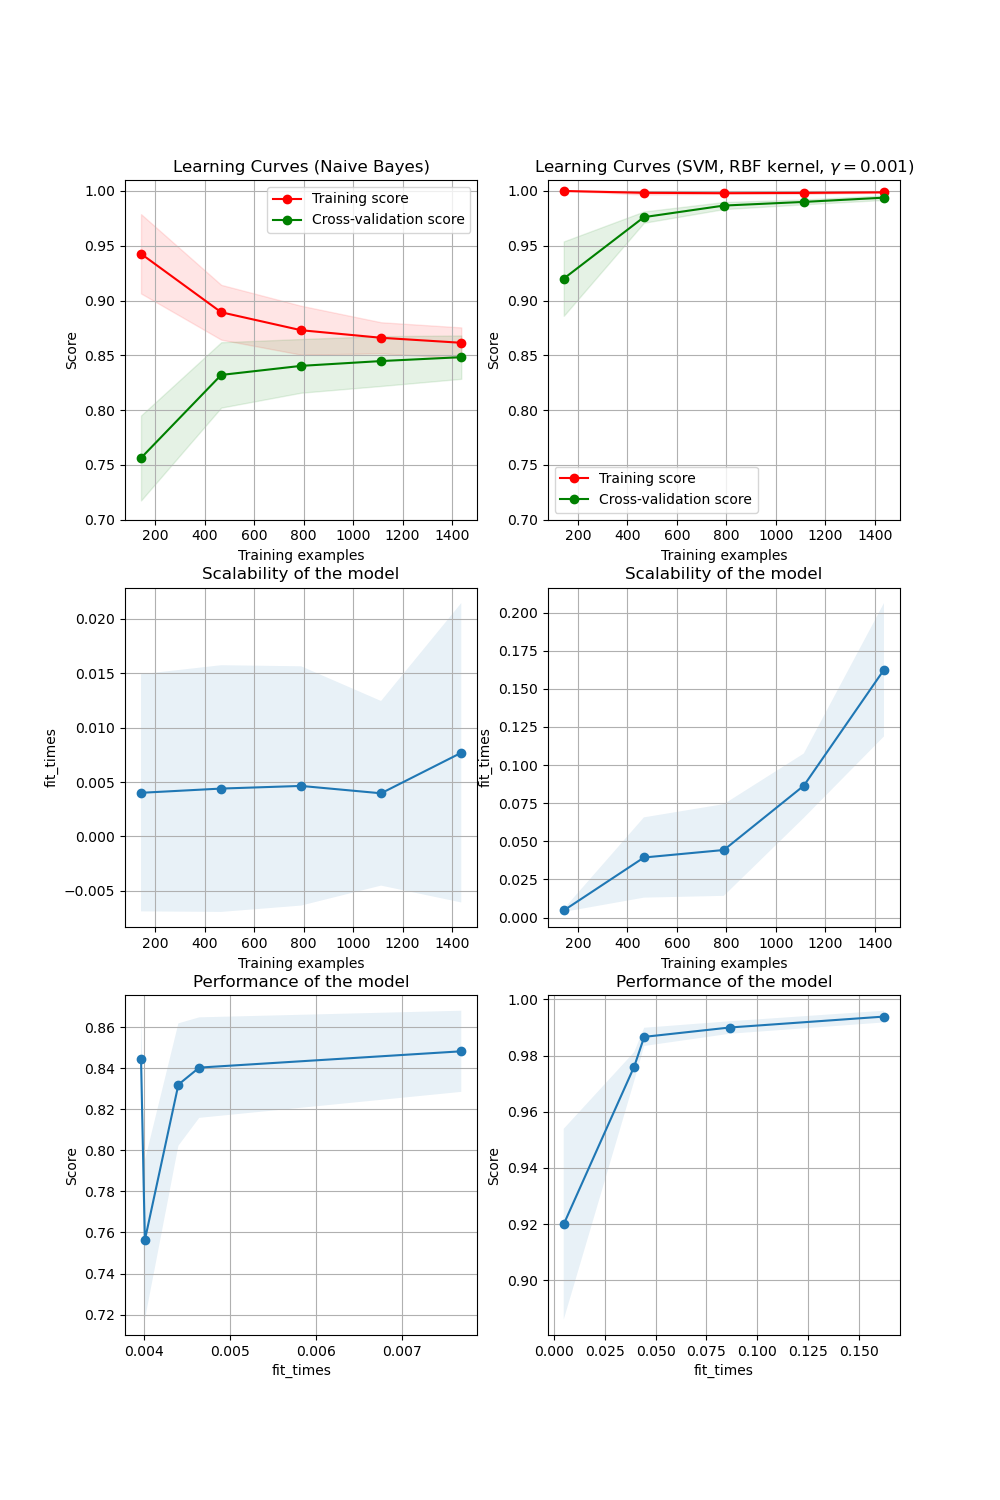 Learning Curves (Naive Bayes)
1.00
0.95
0.90
0.85
0.80
0.75
0.70
Score
Training score
Cross-validation score
200 400 600 800 1000 1200 1400
Training examples
Learning Curves (SVM, RBF kernel, γ = 0.001)
1.00
0.95
0.90
0.85
0.80
0.75
0.70
Score
Training score
Cross-validation score
200 400 600 800 1000 1200 1400
Training examples
Scalability of the model
0.020
0.015
0.010
0.005
0.000
−0.005
fit_times
200 400 600 800 1000 1200 1400
Training examples
Scalability of the model
0.200
0.175
0.150
0.125
0.100
0.075
0.050
0.025
0.000
fit_times
200 400 600 800 1000 1200 1400
Training examples
Performance of the model
0.86
0.84
0.82
0.80
0.78
0.76
0.74
0.72
Score
0.004 0.005 0.006 0.007
fit_times
Performance of the model
1.00
0.98
0.96
0.94
0.92
0.90
Score
0.000 0.025 0.050 0.075 0.100 0.125 0.150
fit_times